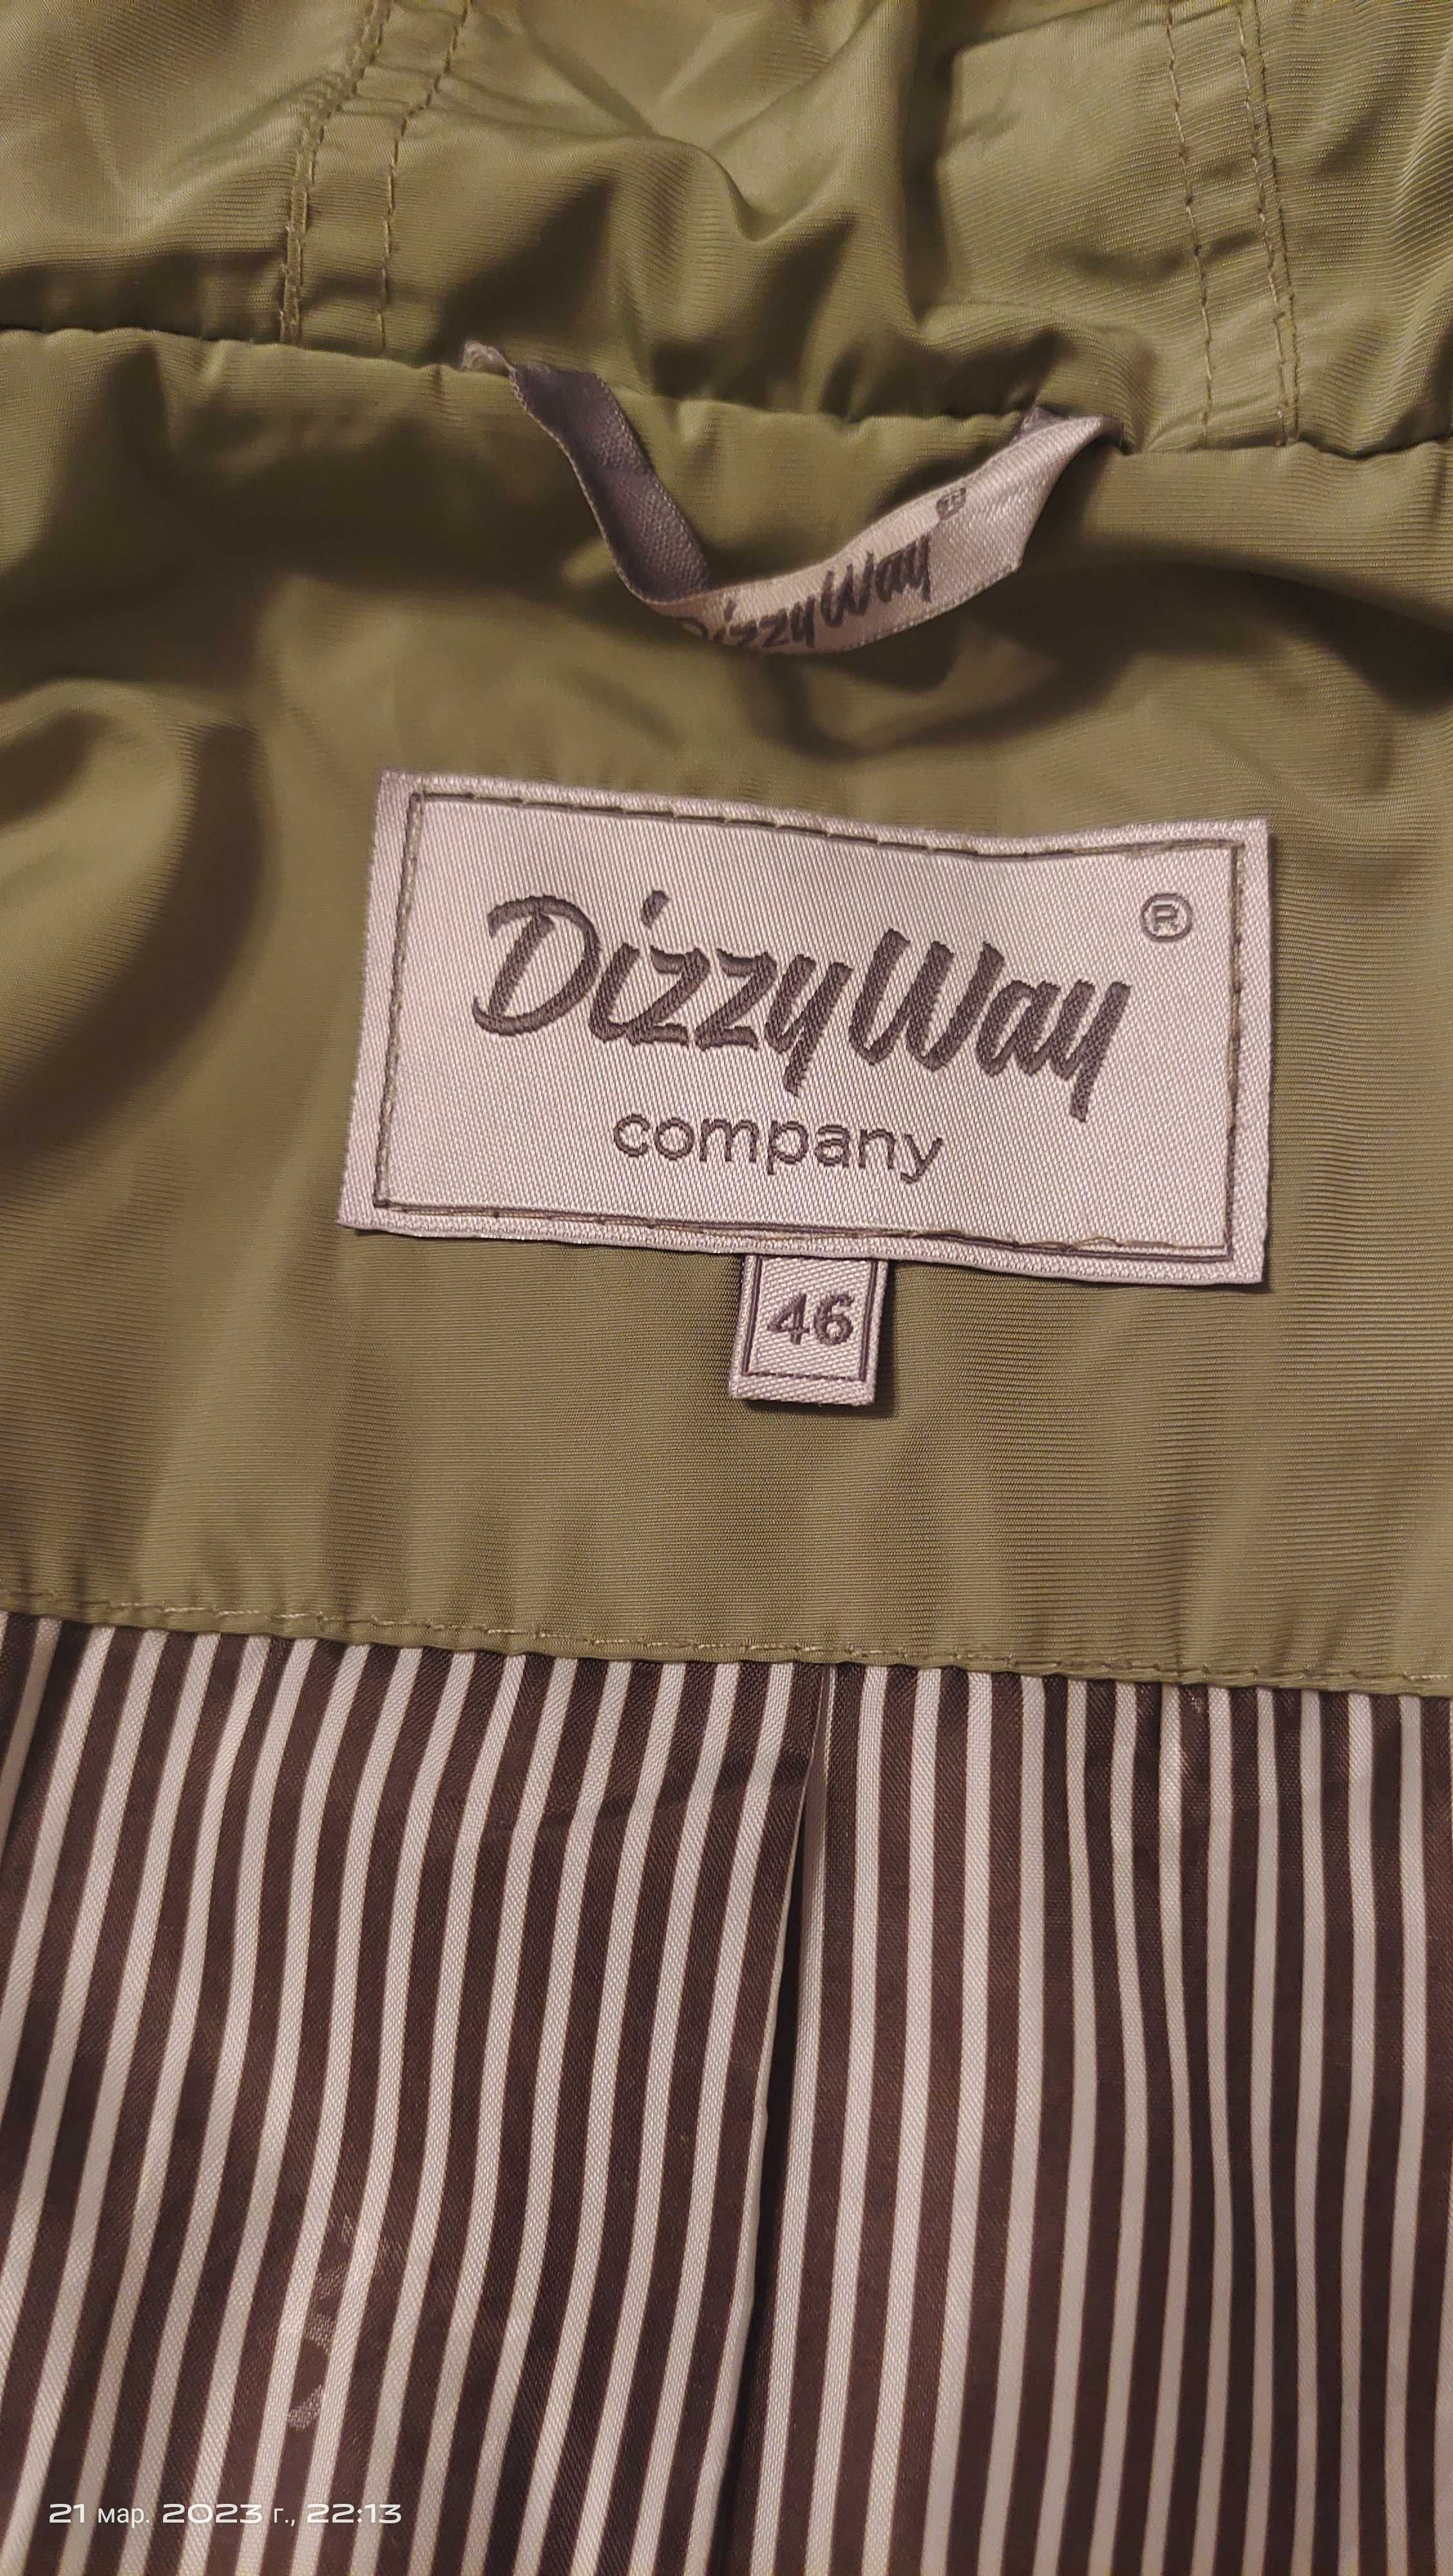 DizzyWay
DizzyWay ®
company
46
21 мар. 2023 г., 22:13